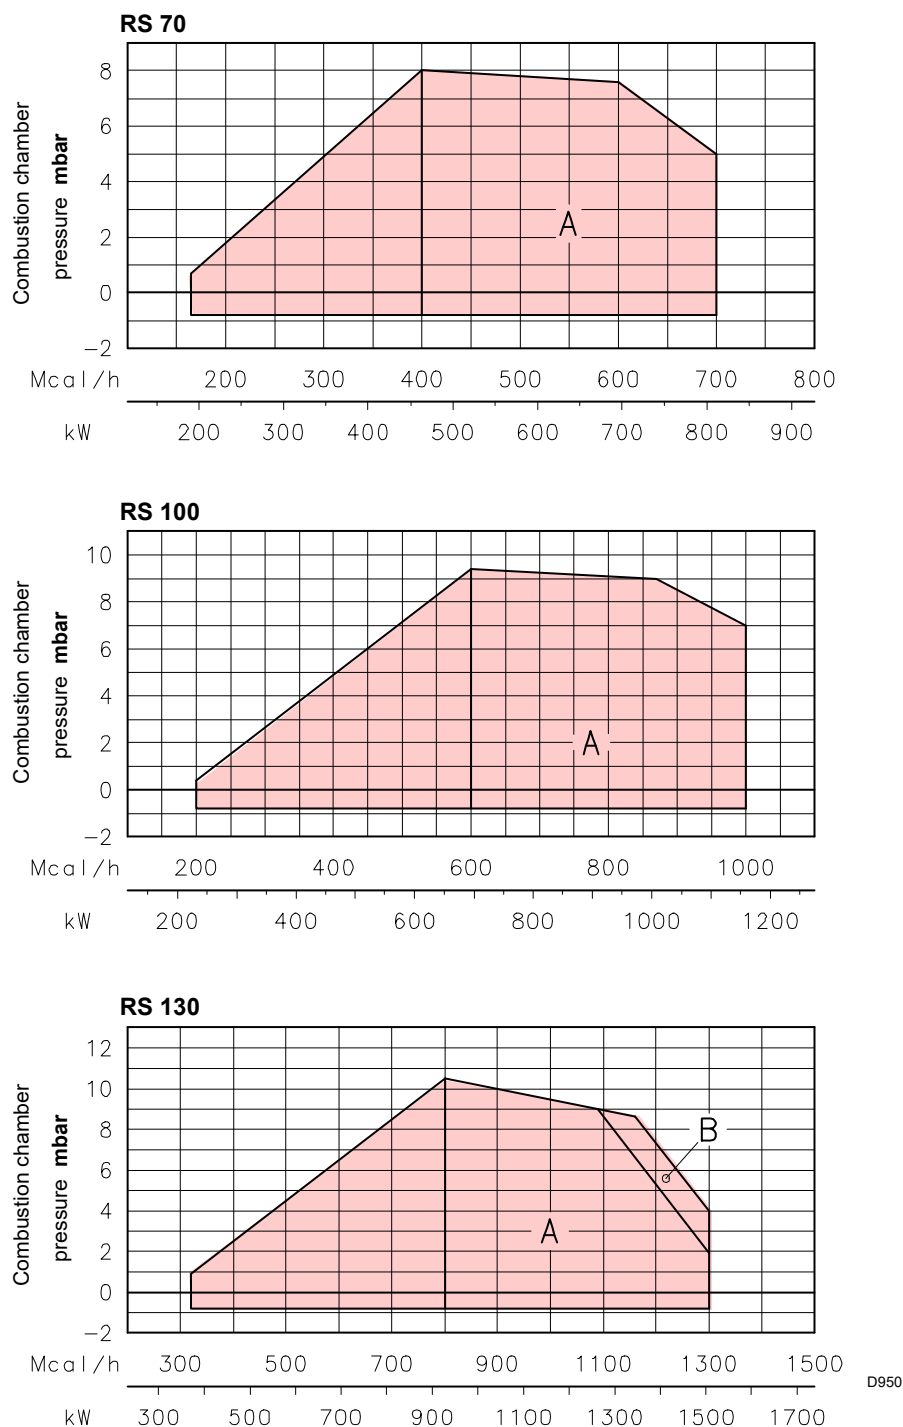 RS 70
Combustion chamber
pressure mbar
8
6
4
2
0
-2
A
Mcal/h 200 300 400 500 600 700 800
kW 200 300 400 500 600 700 800 900
RS 100
Combustion chamber
pressure mbar
10
8
6
4
2
0
-2
A
Mcal/h 200 400 600 800 1000
kW 200 400 600 800 1000 1200
RS 130
Combustion chamber
pressure mbar
12
10
8
6
4
2
0
-2
B
A
Mcal/h 300 500 700 900 1100 1300 1500
D950
kW 300 500 700 900 1100 1300 1500 1700